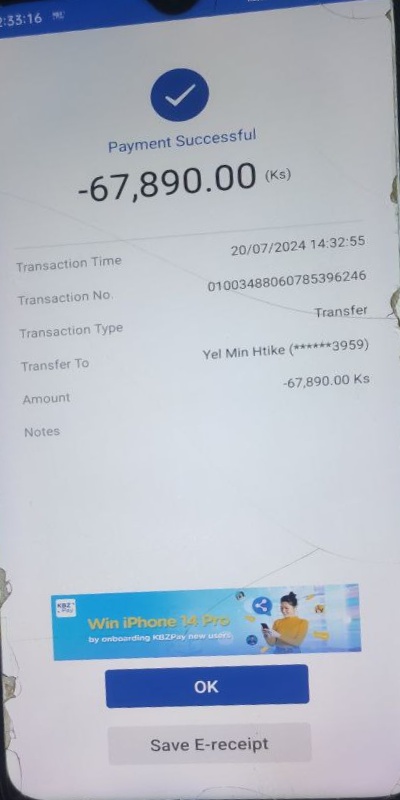 2:33:16
Payment Successful
-67,890.00 (Ks)
Transaction Time 20/07/2024 14:32:55
Transaction No. 01003488060785396246
Transaction Type Transfer
Transfer To Yel Min Htike (******3959)
Amount -67,890.00 Ks
Notes
KBZ Pay
Win iPhone 14 Pro
by onboarding KBZPay new users
OK
Save E-receipt